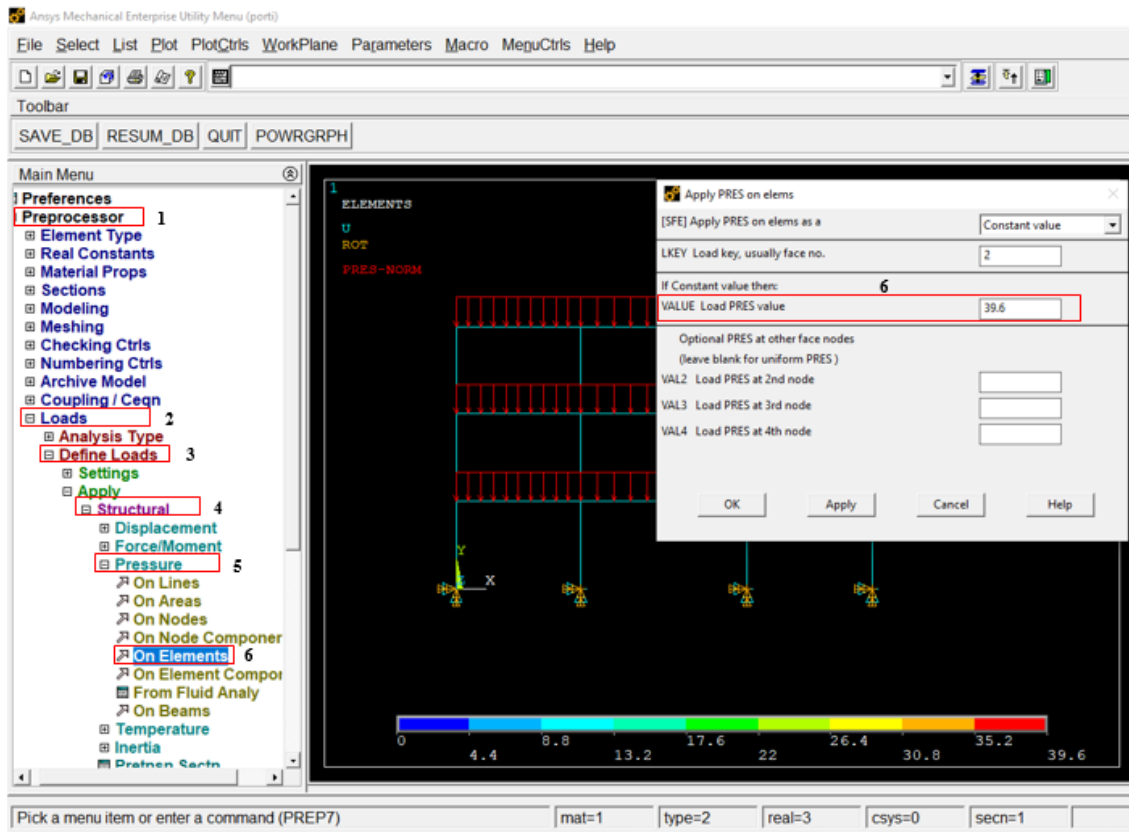 Ansys Mechanical Enterprise Utility Menu (porti)
File Select List Plot PlotCtrls WorkPlane Parameters Macro MenuCtrls Help
Toolbar
SAVE_DB RESUM_DB QUIT POWRGRPH
Main Menu
Preferences
Preprocessor 1
Element Type
Real Constants
Material Props
Sections
Modeling
Meshing
Checking Ctrls
Numbering Ctrls
Archive Model
Coupling / Ceqn
Loads 2
Analysis Type
Define Loads 3
Settings
Apply
Structural 4
Displacement
Force/Moment
Pressure 5
On Lines
On Areas
On Nodes
On Node Componer
On Elements 6
On Element Compor
From Fluid Analy
On Beams
Temperature
Inertia
Pretnsn Sectn
1
ELEMENTS
U
ROT
PRES-NORM
Y
X
0 8.8 17.6 26.4 35.2
4.4 13.2 22 30.8 39.6
Apply PRES on elems
[SFE] Apply PRES on elems as a Constant value
LKEY Load key, usually face no. 2
If Constant value then: 6
VALUE Load PRES value 39.6
Optional PRES at other face nodes
(leave blank for uniform PRES )
VAL2 Load PRES at 2nd node
VAL3 Load PRES at 3rd node
VAL4 Load PRES at 4th node
OK Apply Cancel Help
Pick a menu item or enter a command (PREP7) mat=1 type=2 real=3 csys=0 secn=1